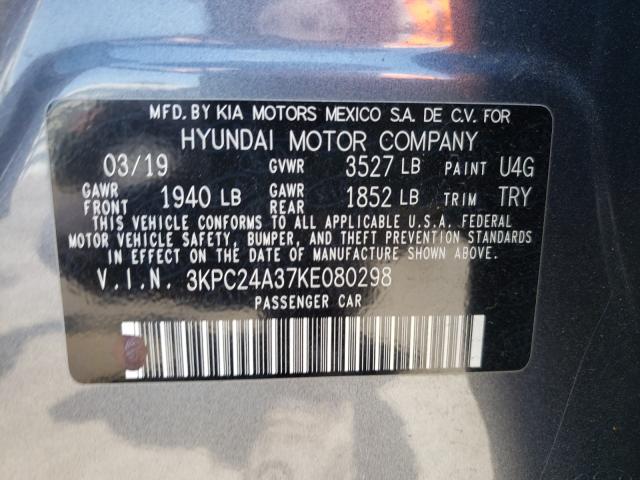 MFD. BY KIA MOTORS MEXICO S.A. DE C.V. FOR
HYUNDAI MOTOR COMPANY
03/19 GVWR 3527 LB PAINT U4G
GAWR FRONT 1940 LB GAWR REAR 1852 LB TRIM TRY
THIS VEHICLE CONFORMS TO ALL APPLICABLE U.S.A. FEDERAL
MOTOR VEHICLE SAFETY, BUMPER, AND THEFT PREVENTION STANDARDS
IN EFFECT ON THE DATE OF MANUFACTURE SHOWN ABOVE.
V.I.N. 3KPC24A37KE080298
PASSENGER CAR